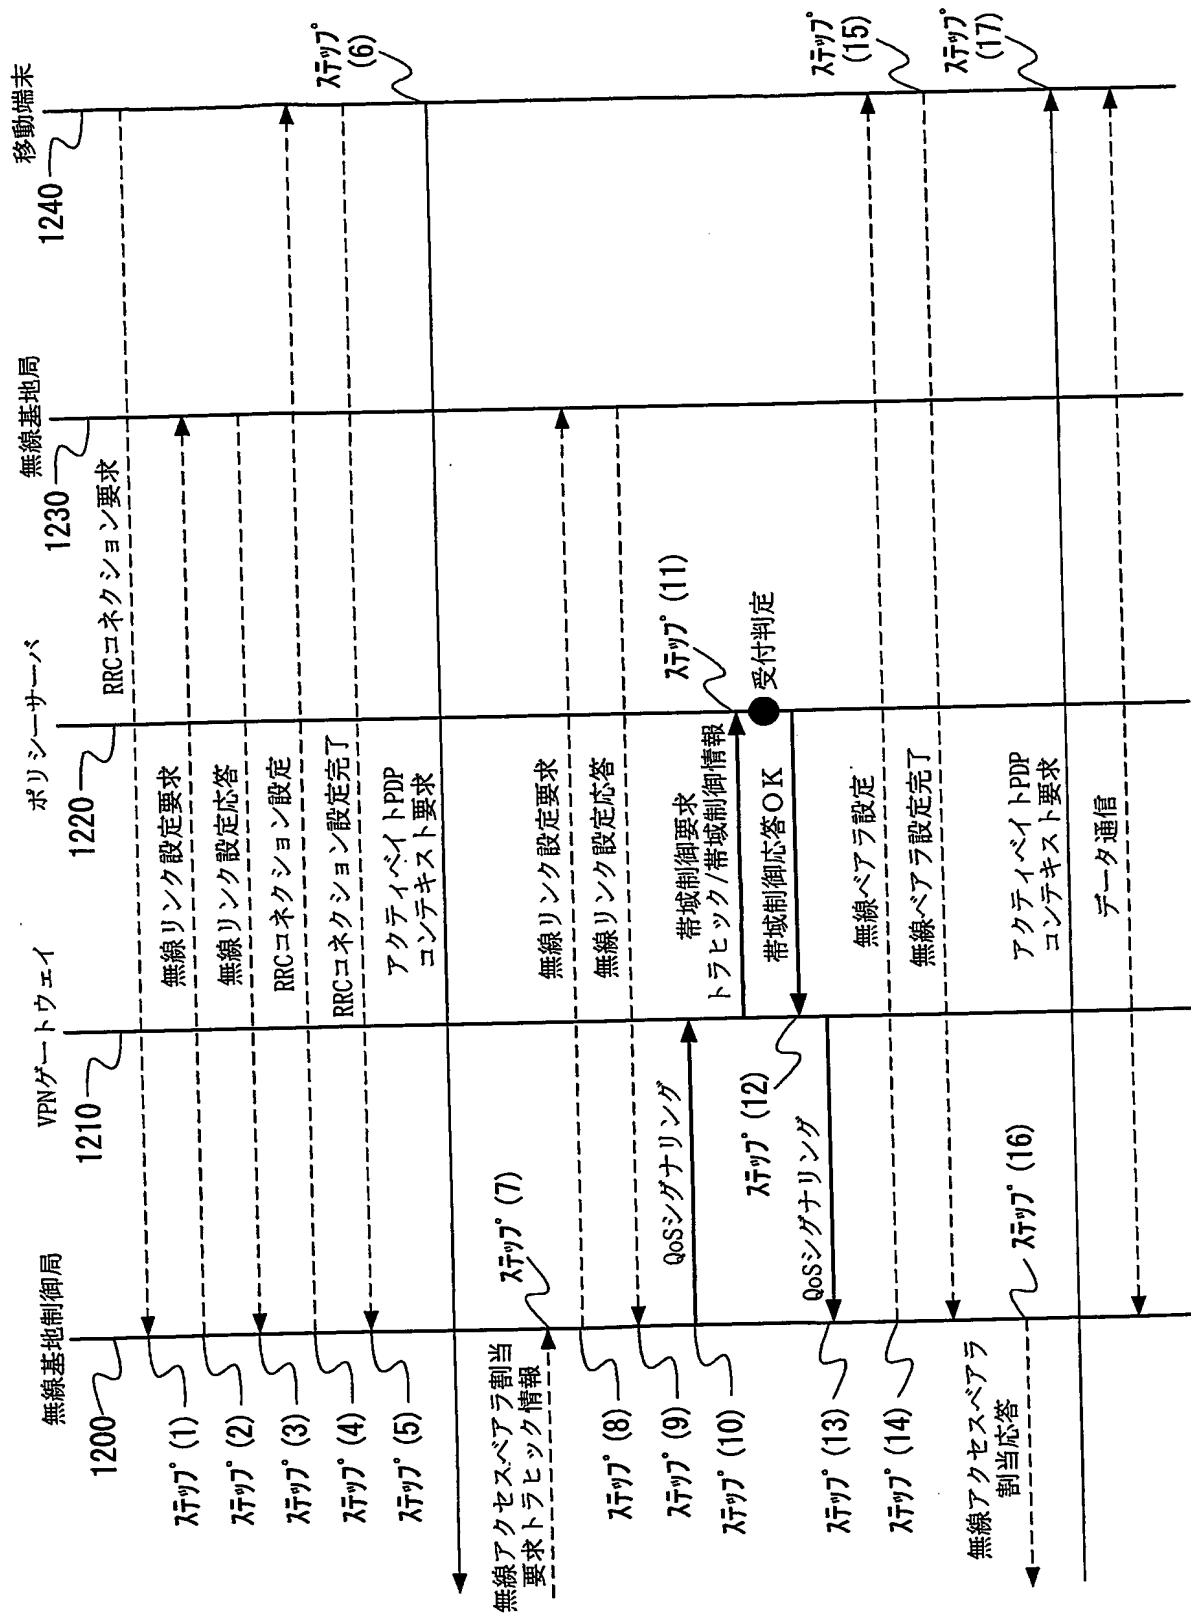 無線基地制御局
VPNゲートウェイ
ポリシーサーバ
無線基地局
移動端末
1200
1210
1220
1230
1240
RRCコネクション要求
ステップ(1)
無線リンク設定要求
ステップ(2)
無線リンク設定応答
ステップ(3)
RRCコネクション設定
ステップ(4)
RRCコネクション設定完了
ステップ(5)
ステップ
(6)
アクティベイトPDP
コンテキスト要求
無線アクセスベアラ割当
要求トラヒック情報
ステップ(7)
無線リンク設定要求
ステップ(8)
無線リンク設定応答
ステップ(9)
QoSシグナリング
ステップ(10)
帯域制御要求
トラヒック/帯域制御情報
ステップ(11)
受付判定
帯域制御応答OK
ステップ(12)
QoSシグナリング
ステップ(13)
無線ベアラ設定
ステップ(14)
ステップ
(15)
無線ベアラ設定完了
ステップ(16)
無線アクセスベアラ
割当応答
アクティベイトPDP
コンテキスト要求
ステップ
(17)
データ通信